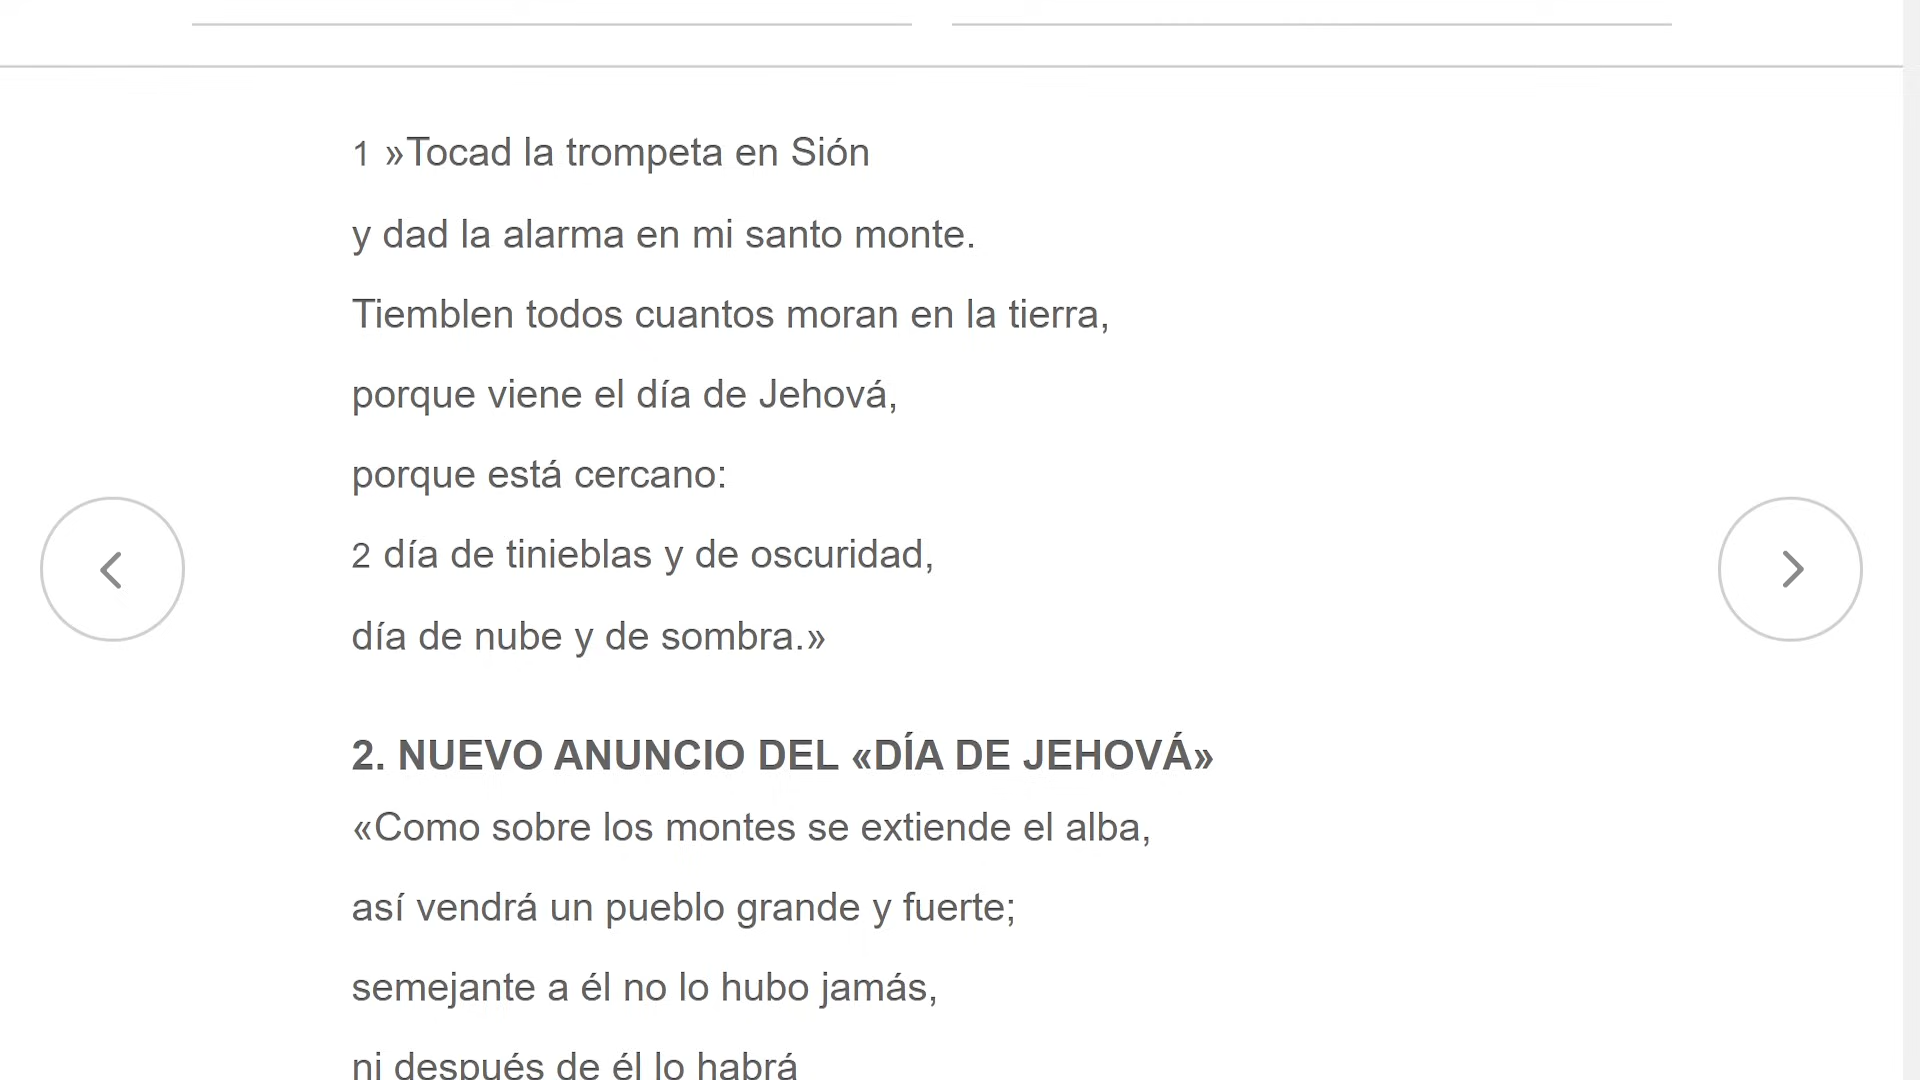 1 »Tocad la trompeta en Sión
y dad la alarma en mi santo monte.
Tiemblen todos cuantos moran en la tierra,
porque viene el día de Jehová,
porque está cercano:
2 día de tinieblas y de oscuridad,
día de nube y de sombra.»
2. NUEVO ANUNCIO DEL «DÍA DE JEHOVÁ»
«Como sobre los montes se extiende el alba,
así vendrá un pueblo grande y fuerte;
semejante a él no lo hubo jamás,
ni después de él lo habrá